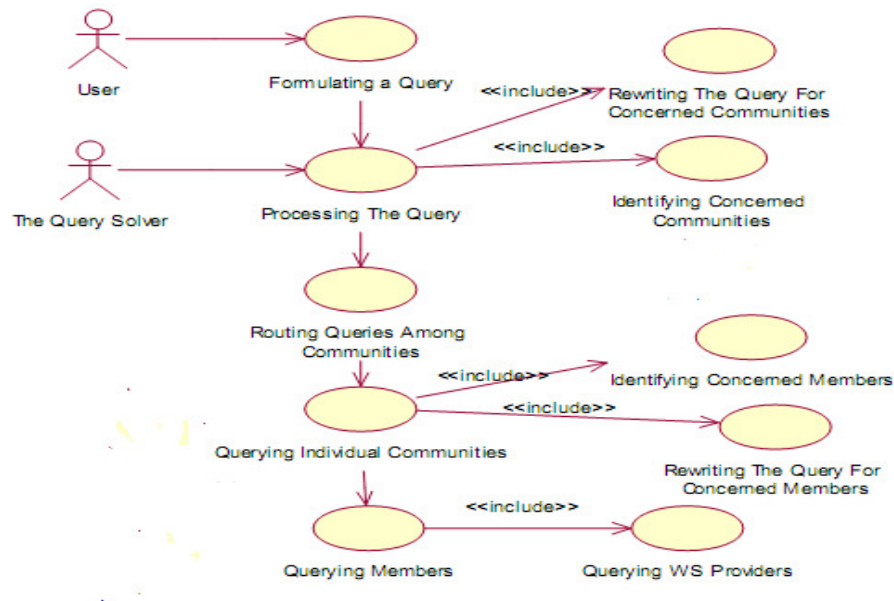 User
Formulating a Query
<<include>>
Rewriting The Query For
Concerned Communities
The Query Solver
Processing The Query
<<include>>
Identifying Concerned
Communities
Routing Queries Among
Communities
<<include>>
Identifying Concerned Members
Querying Individual Communities
<<include>>
Rewriting The Query For
Concerned Members
Querying Members
<<include>>
Querying WS Providers